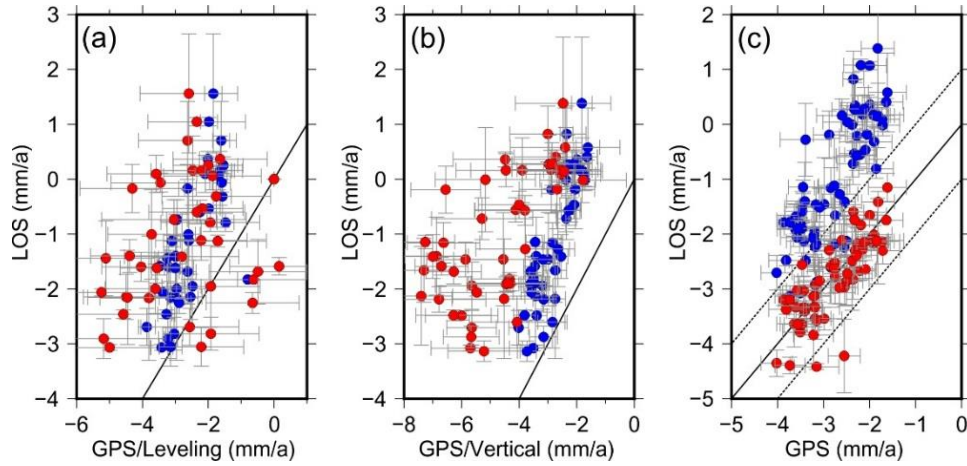 (a)
3
2
1
0
−1
−2
−3
−4
LOS (mm/a)
−6 −4 −2 0
GPS/Leveling (mm/a)
(b)
3
2
1
0
−1
−2
−3
−4
LOS (mm/a)
−8 −6 −4 −2 0
GPS/Vertical (mm/a)
(c)
2
1
0
−1
−2
−3
−4
−5
LOS (mm/a)
−5 −4 −3 −2 −1 0
GPS (mm/a)